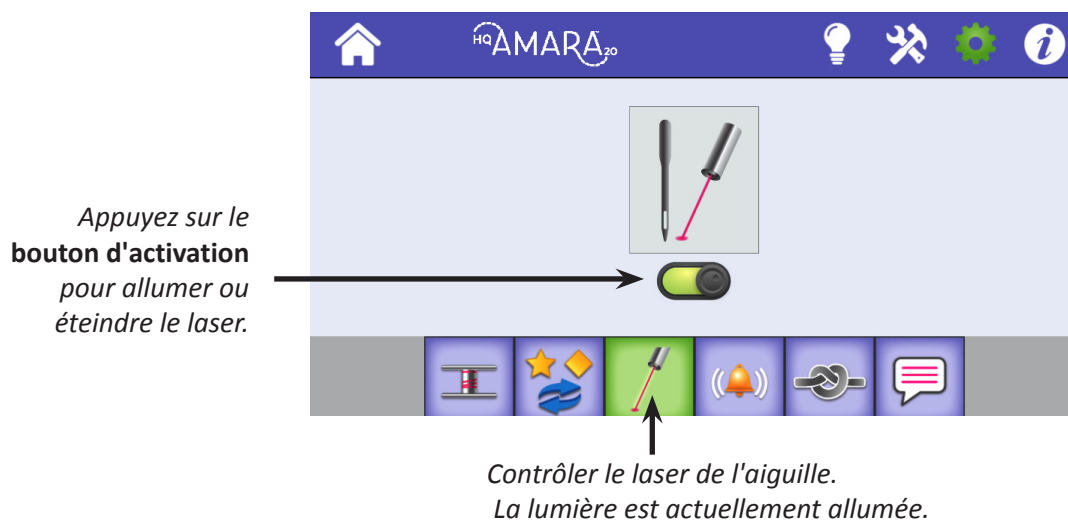 HQ AMARA 20
Appuyez sur le
bouton d'activation
pour allumer ou
éteindre le laser.
Contrôler le laser de l'aiguille.
La lumière est actuellement allumée.